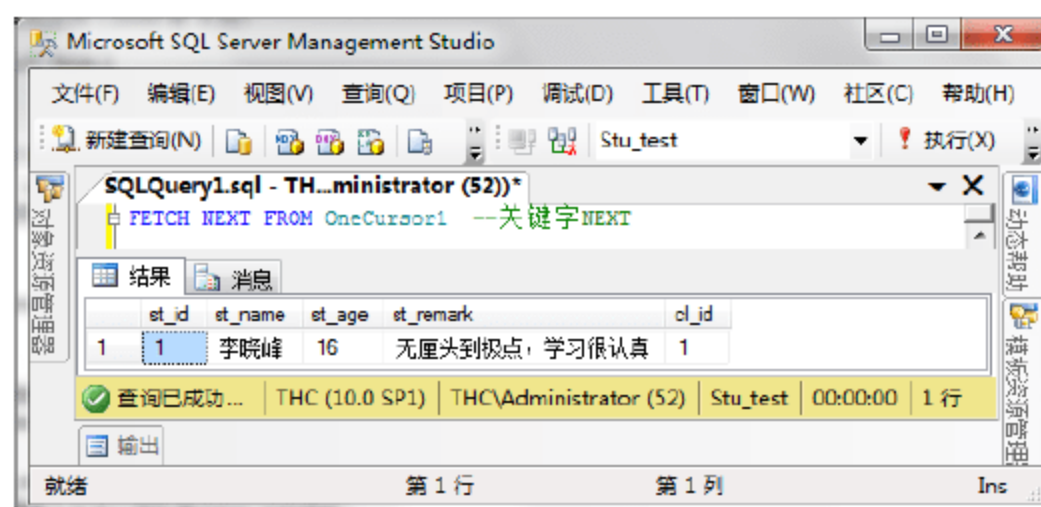 Microsoft SQL Server Management Studio
文件(F) 编辑(E) 视图(V) 查询(Q) 项目(P) 调试(D) 工具(T) 窗口(W) 社区(C) 帮助(H)
新建查询(N) Stu_test 执行(X)
SQLQuery1.sql - TH...ministrator (52))*
FETCH NEXT FROM OneCursor1 --关键字NEXT
对象资源管理器
动态帮助
结果 消息
st_id st_name st_age st_remark cl_id
1 1 李晓峰 16 无厘头到极点，学习很认真 1
查询已成功... THC (10.0 SP1) THC\Administrator (52) Stu_test 00:00:00 1 行
模板资源管理
输出
就绪 第 1 行 第 1 列 Ins